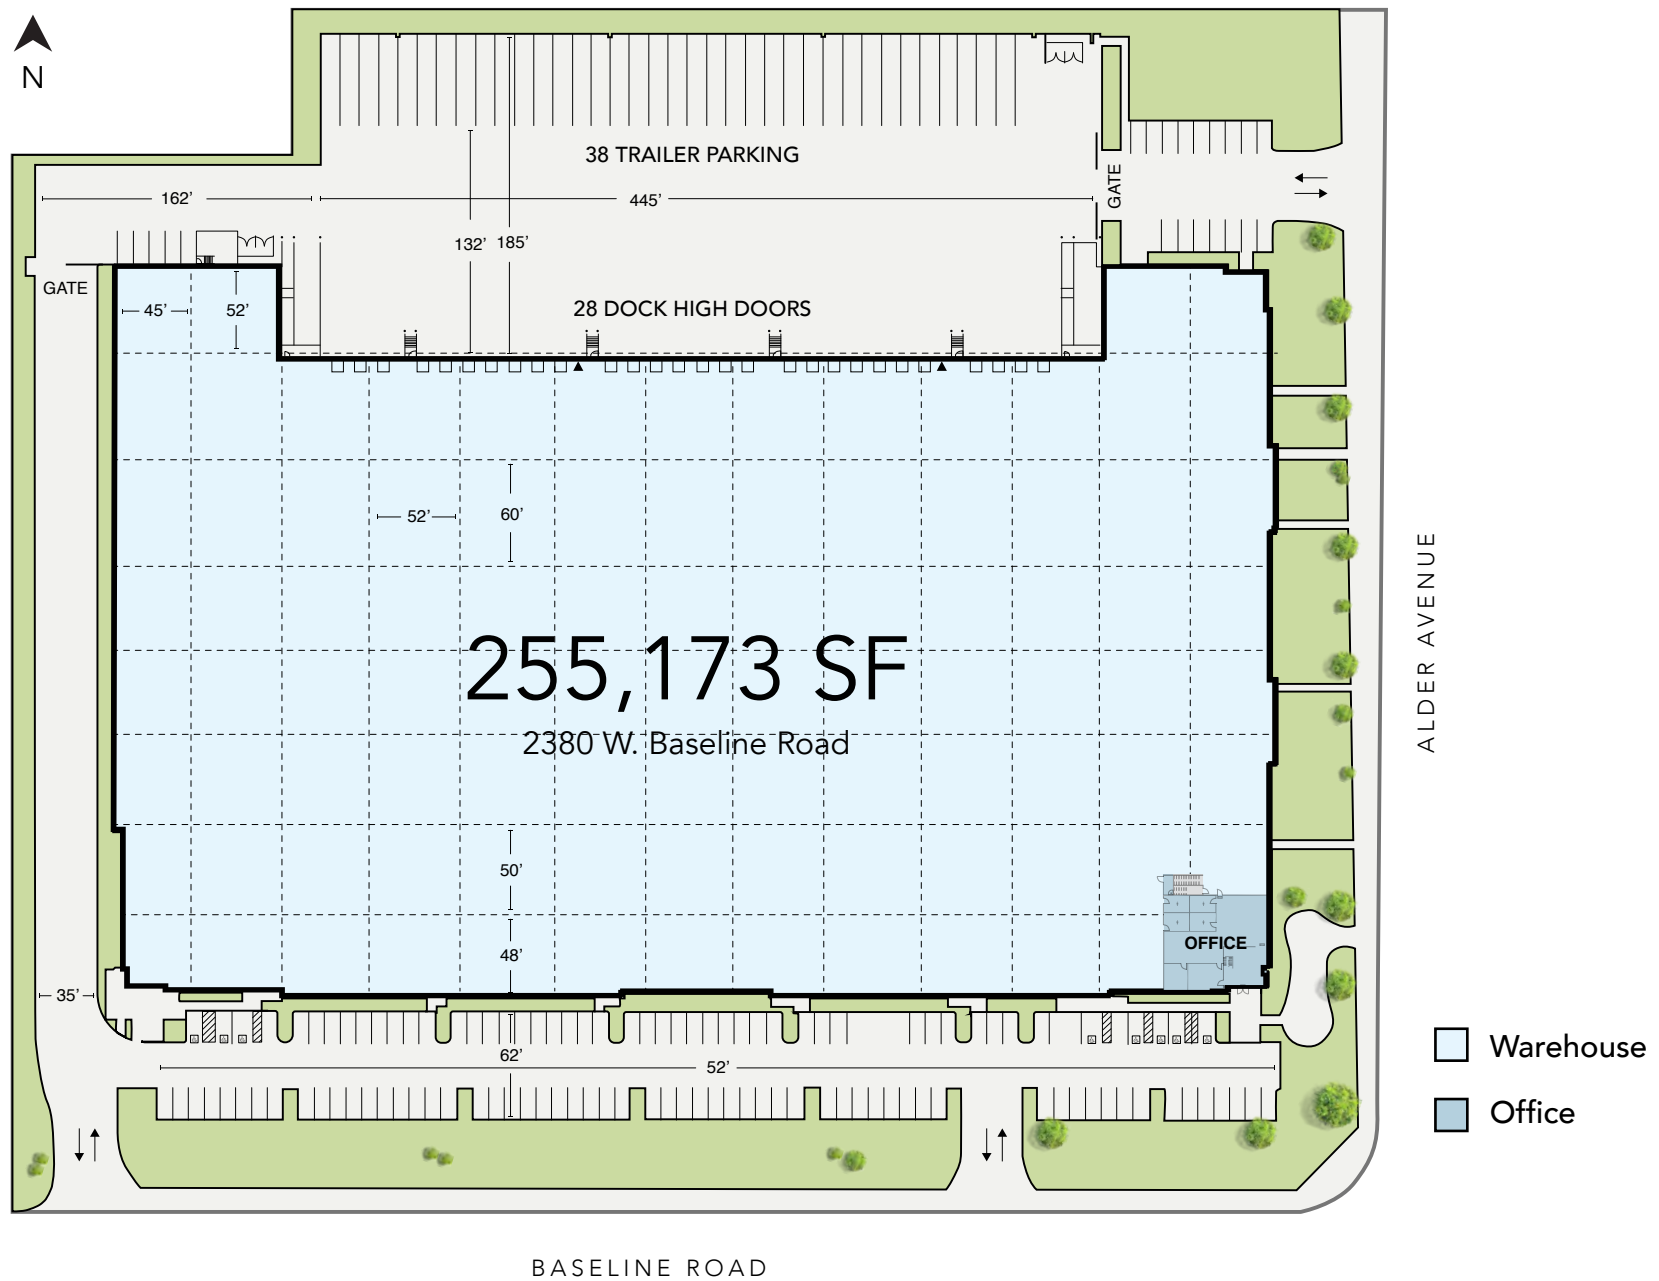 N
38 TRAILER PARKING
GATE
162’
445’
132’
185’
GATE
45’
52’
28 DOCK HIGH DOORS
52’
60’
255,173 SF
2380 W. Baseline Road
ALDER AVENUE
50’
OFFICE
48’
35’
62’
52’
Warehouse
Office
BASELINE ROAD